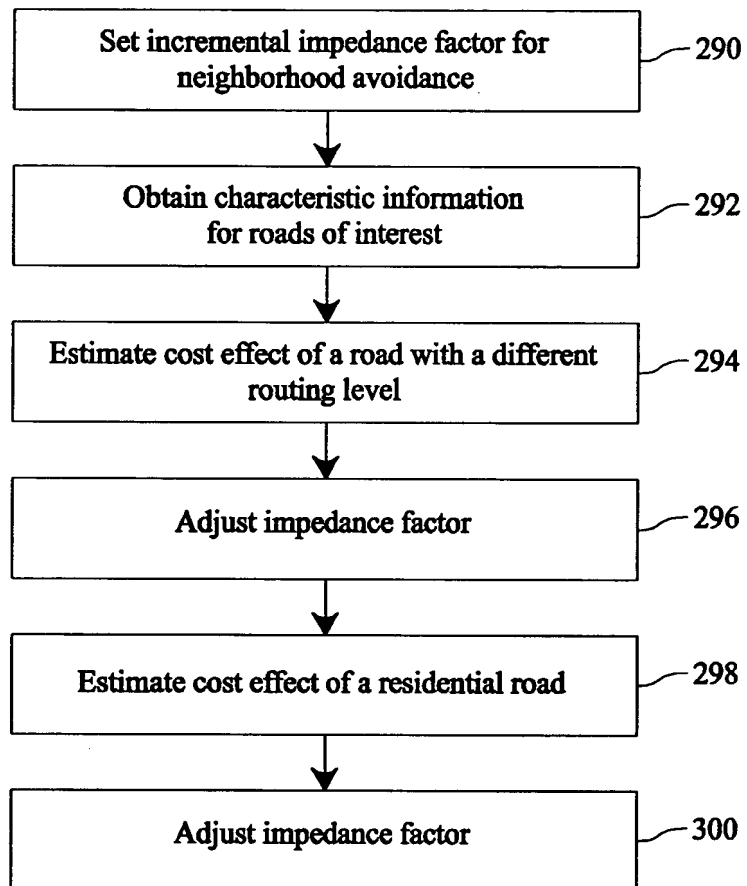 Set incremental impedance factor for
neighborhood avoidance
290
Obtain characteristic information
for roads of interest
292
Estimate cost effect of a road with a different
routing level
294
Adjust impedance factor
296
Estimate cost effect of a residential road
298
Adjust impedance factor
300